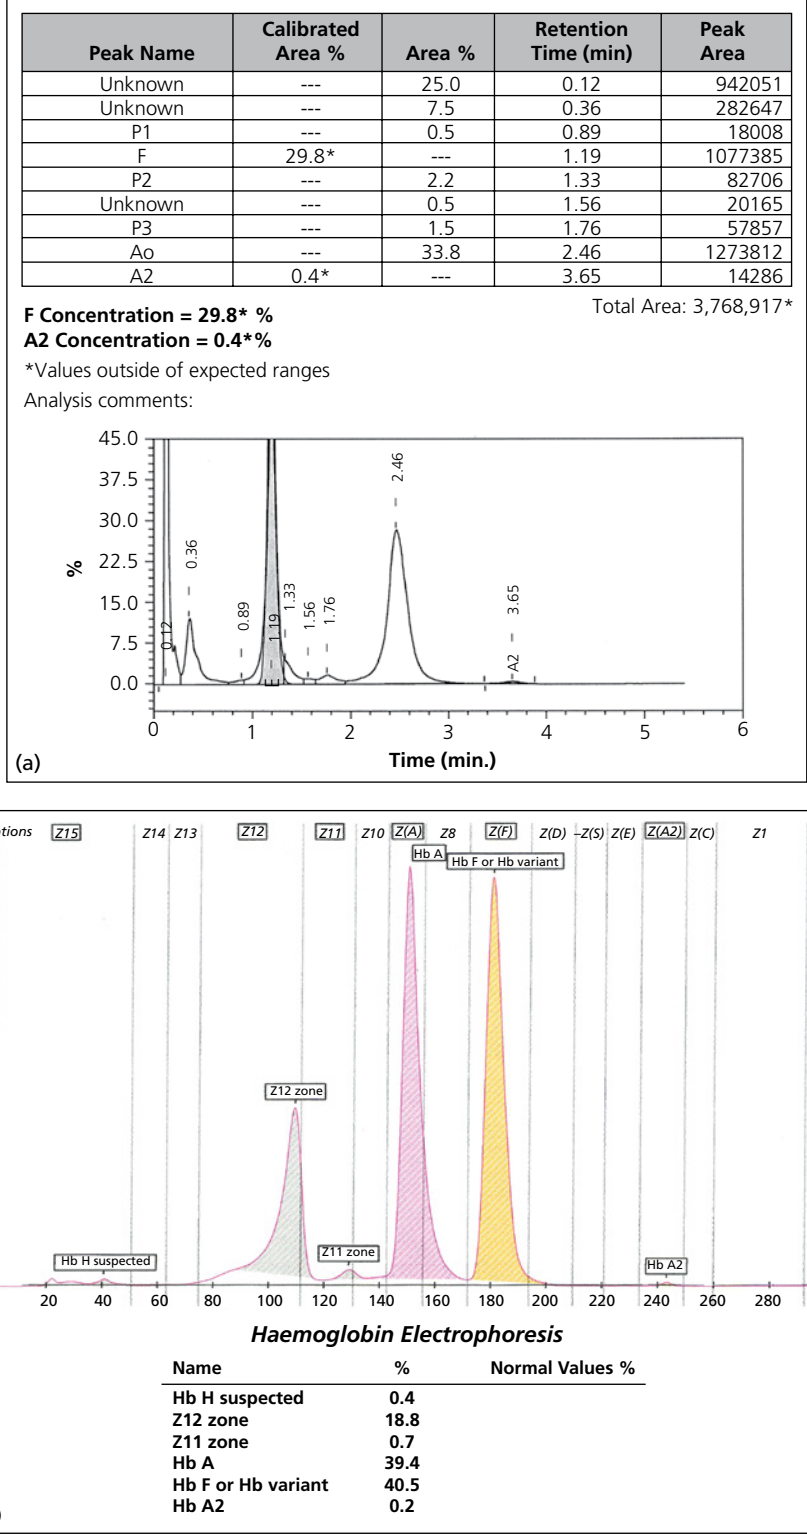 Peak Name Calibrated Area % Area % Retention Time (min) Peak Area
Unknown --- 25.0 0.12 942051
Unknown --- 7.5 0.36 282647
P1 --- 0.5 0.89 18008
F 29.8* --- 1.19 1077385
P2 --- 2.2 1.33 82706
Unknown --- 0.5 1.56 20165
P3 --- 1.5 1.76 57857
Ao --- 33.8 2.46 1273812
A2 0.4* --- 3.65 14286
Total Area: 3,768,917*
F Concentration = 29.8* %
A2 Concentration = 0.4*%
*Values outside of expected ranges
Analysis comments:
45.0
37.5
30.0
22.5
15.0
7.5
0.0
%
0.12
0.36
0.89
1.19
1.33
1.56
1.76
2.46
3.65
A2
0 1 2 3 4 5 6
Time (min.)
(a)
Z15 Z14 Z13 Z12 Z11 Z10 Z(A) Z8 Z(F) Z(D) –Z(S) Z(E) Z(A2) Z(C) Z1
Hb A
Hb F or Hb variant
Z12 zone
Z11 zone
Hb H suspected
Hb A2
20 40 60 80 100 120 140 160 180 200 220 240 260 280
Haemoglobin Electrophoresis
Name % Normal Values %
Hb H suspected 0.4
Z12 zone 18.8
Z11 zone 0.7
Hb A 39.4
Hb F or Hb variant 40.5
Hb A2 0.2